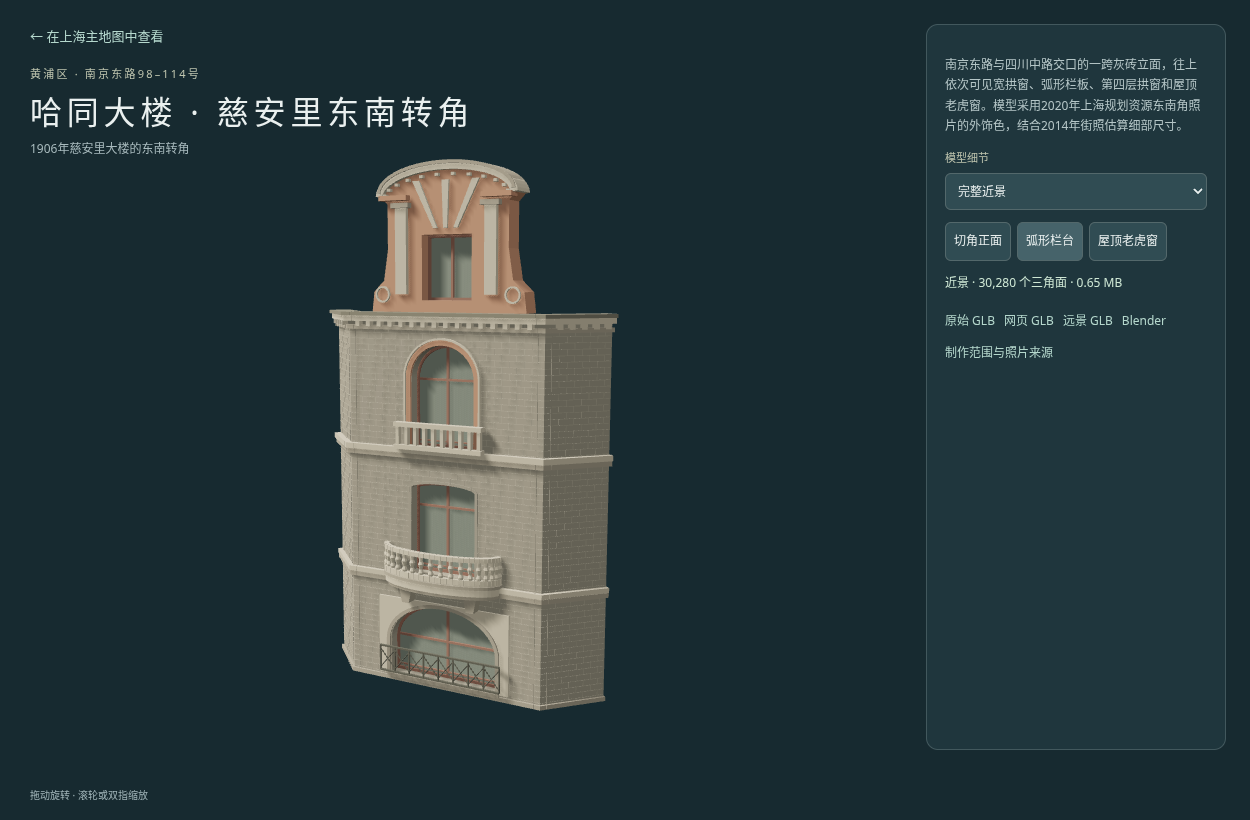 ← 在上海主地图中查看
黄浦区 · 南京东路98–114号
哈同大楼 · 慈安里东南转角
1906年慈安里大楼的东南转角
南京东路与四川中路交口的一跨灰砖立面，往上
依次可见宽拱窗、弧形栏板、第四层拱窗和屋顶
老虎窗。模型采用2020年上海规划资源东南角照
片的外饰色，结合2014年街照估算细部尺寸。
模型细节
完整近景
切角正面 弧形栏台 屋顶老虎窗
近景 · 30,280 个三角面 · 0.65 MB
原始 GLB 网页 GLB 远景 GLB Blender
制作范围与照片来源
拖动旋转 · 滚轮或双指缩放